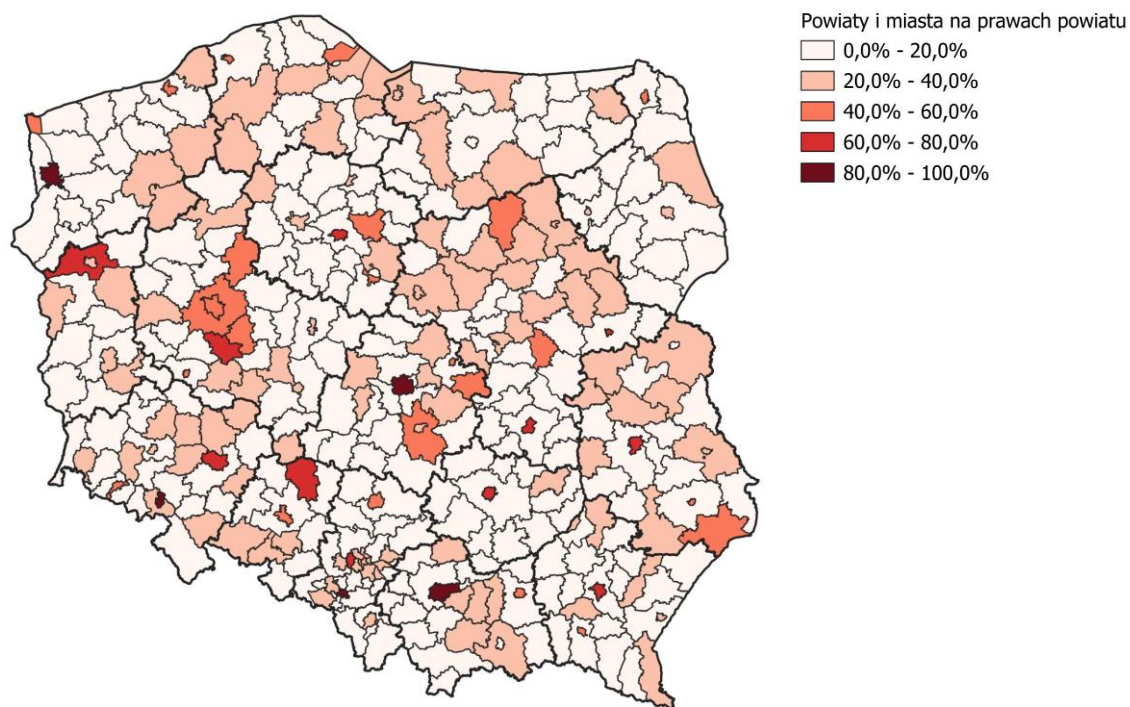 Powiaty i miasta na prawach powiatu
0,0% - 20,0%
20,0% - 40,0%
40,0% - 60,0%
60,0% - 80,0%
80,0% - 100,0%